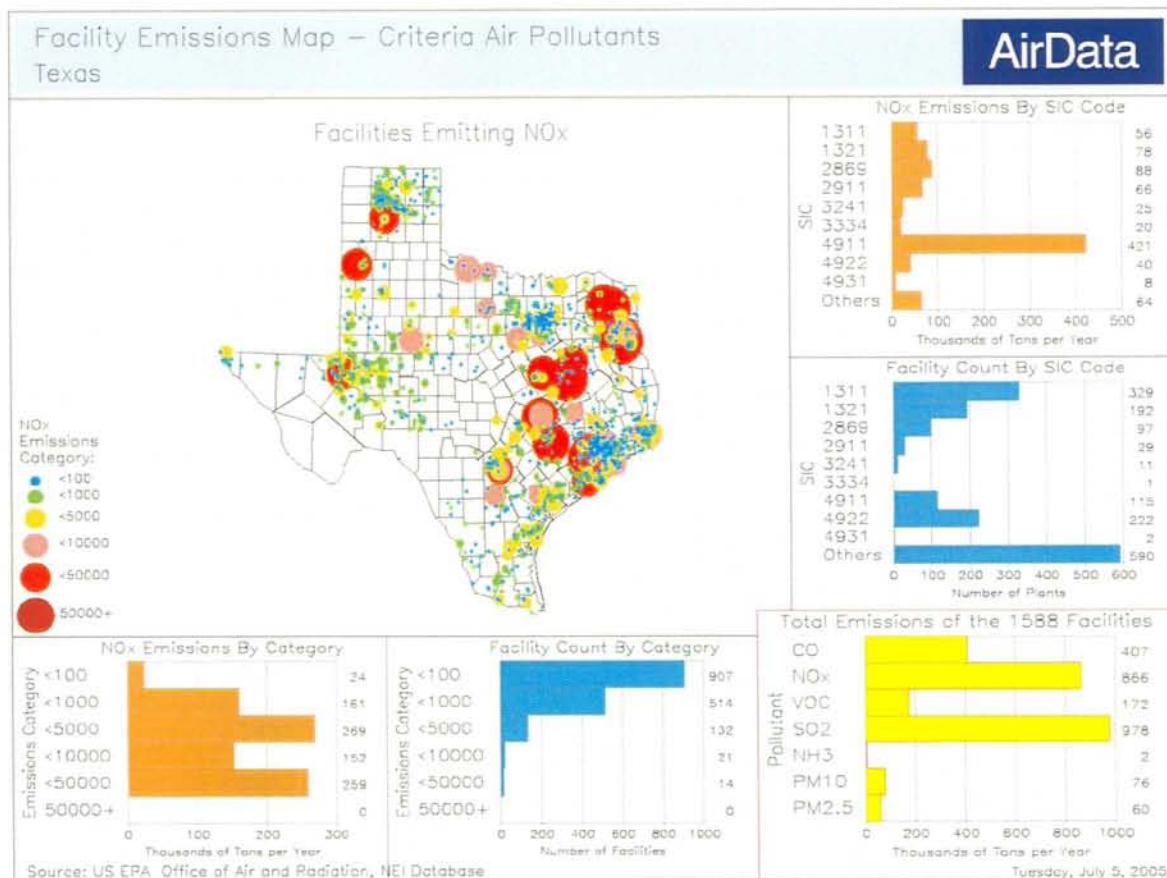 Facility Emissions Map – Criteria Air Pollutants
Texas
AirData
Facilities Emitting NOx
NOx
Emissions
Category:
<100
<1000
<5000
<10000
<50000
50000+
NOx Emissions By SIC Code
SIC
1311 56
1321 78
2869 88
2911 66
3241 25
3334 20
4911 421
4922 40
4931 8
Others 64
0 100 200 300 400 500
Thousands of Tons per Year
Facility Count By SIC Code
SIC
1311 329
1321 192
2869 97
2911 29
3241 11
3334 1
4911 115
4922 222
4931 2
Others 590
0 100 200 300 400 500 600
Number of Plants
NOx Emissions By Category
Emissions Category
<100 24
<1000 161
<5000 269
<10000 152
<50000 259
50000+ 0
0 100 200 300
Thousands of Tons per Year
Facility Count By Category
Emissions Category
<100 907
<1000 514
<5000 132
<10000 21
<50000 14
50000+ 0
0 200 400 600 800 1000
Number of Facilities
Total Emissions of the 1588 Facilities
Pollutant
CO 407
NOx 866
VOC 172
SO2 978
NH3 2
PM10 76
PM2.5 60
0 200 400 600 800 1000
Thousands of Tons per Year
Source: US EPA Office of Air and Radiation, NEI Database
Tuesday, July 5, 2005